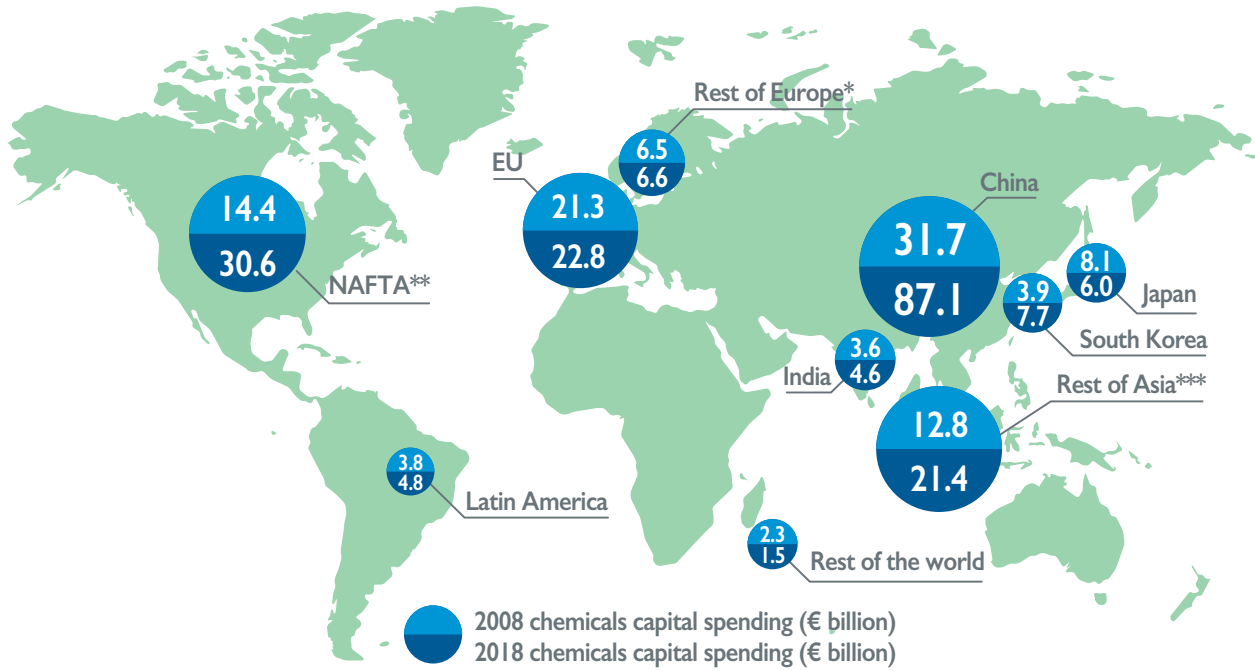 Rest of Europe*
6.5
6.6
EU
21.3
22.8
14.4
30.6
NAFTA**
China
31.7
87.1
8.1
6.0
Japan
3.9
7.7
South Korea
3.6
4.6
India
Rest of Asia***
12.8
21.4
3.8
4.8
Latin America
2.3
1.5
Rest of the world
2008 chemicals capital spending (€ billion)
2018 chemicals capital spending (€ billion)